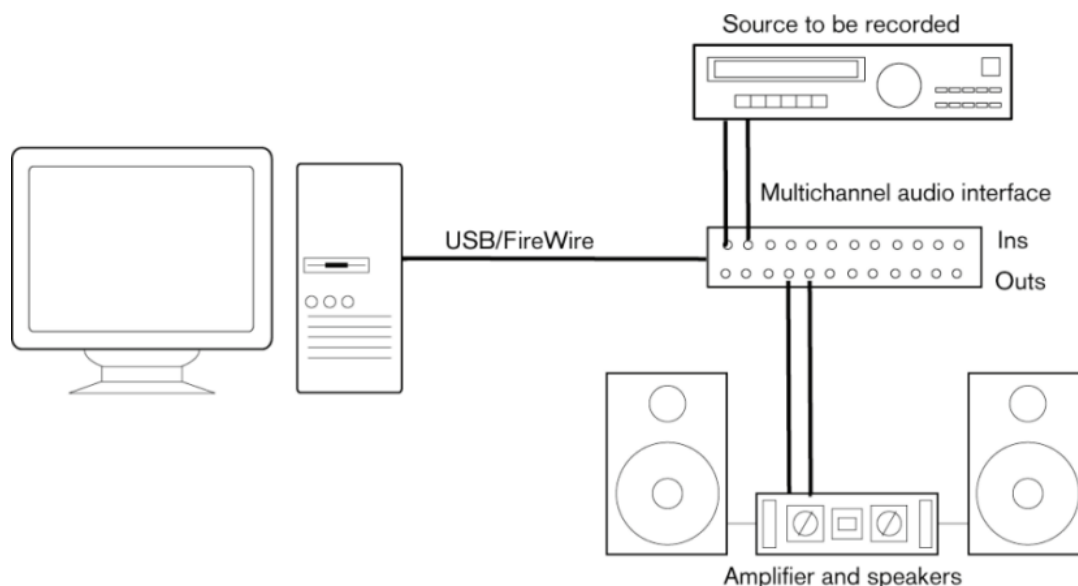 Source to be recorded
Multichannel audio interface
USB/FireWire
Ins
Outs
Amplifier and speakers